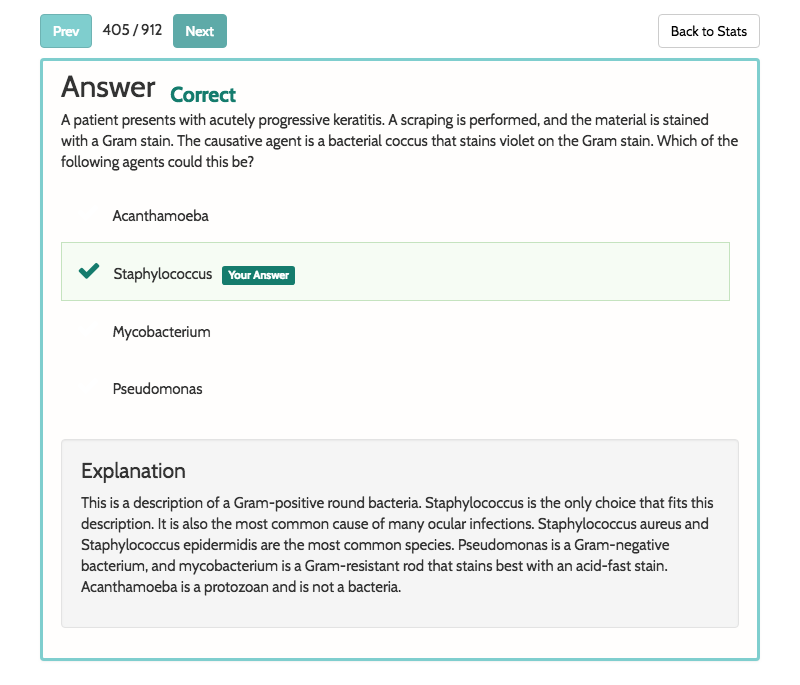 Prev 405 / 912 Next Back to Stats
Answer Correct
A patient presents with acutely progressive keratitis. A scraping is performed, and the material is stained
with a Gram stain. The causative agent is a bacterial coccus that stains violet on the Gram stain. Which of the
following agents could this be?
Acanthamoeba
Staphylococcus Your Answer
Mycobacterium
Pseudomonas
Explanation
This is a description of a Gram-positive round bacteria. Staphylococcus is the only choice that fits this
description. It is also the most common cause of many ocular infections. Staphylococcus aureus and
Staphylococcus epidermidis are the most common species. Pseudomonas is a Gram-negative
bacterium, and mycobacterium is a Gram-resistant rod that stains best with an acid-fast stain.
Acanthamoeba is a protozoan and is not a bacteria.